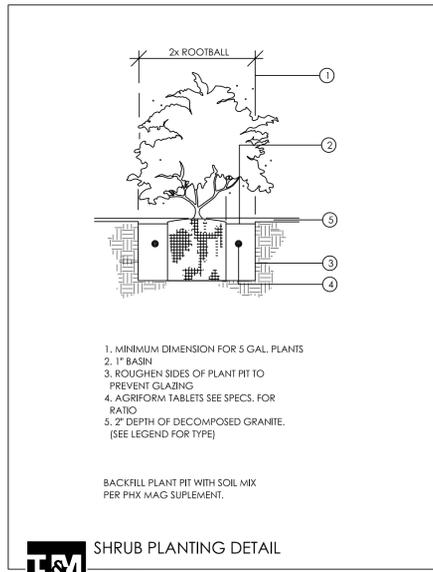 2x ROOTBALL
1
2
5
3
4
1. MINIMUM DIMENSION FOR 5 GAL. PLANTS
2. 1" BASIN
3. ROUGHEN SIDES OF PLANT PIT TO
PREVENT GLAZING
4. AGRIFORM TABLETS SEE SPECS. FOR
RATIO
5. 2" DEPTH OF DECOMPOSED GRANITE.
(SEE LEGEND FOR TYPE)
BACKFILL PLANT PIT WITH SOIL MIX
PER PHX MAG SUPLEMENT.
SHRUB PLANTING DETAIL